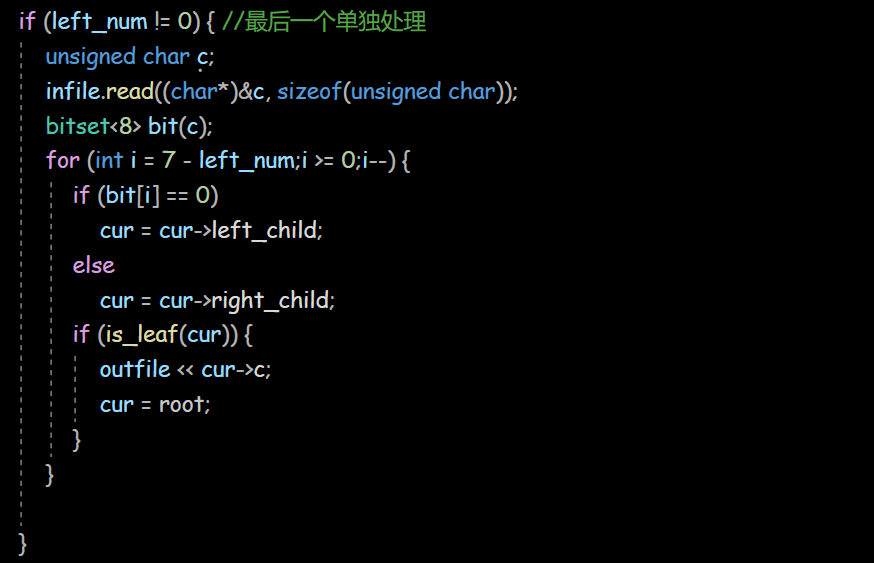 if (left_num != 0) { //最后一个单独处理
unsigned char c;
infile.read((char*)&c, sizeof(unsigned char));
bitset<8> bit(c);
for (int i = 7 - left_num;i >= 0;i--) {
if (bit[i] == 0)
cur = cur->left_child;
else
cur = cur->right_child;
if (is_leaf(cur)) {
outfile << cur->c;
cur = root;
}
}
}